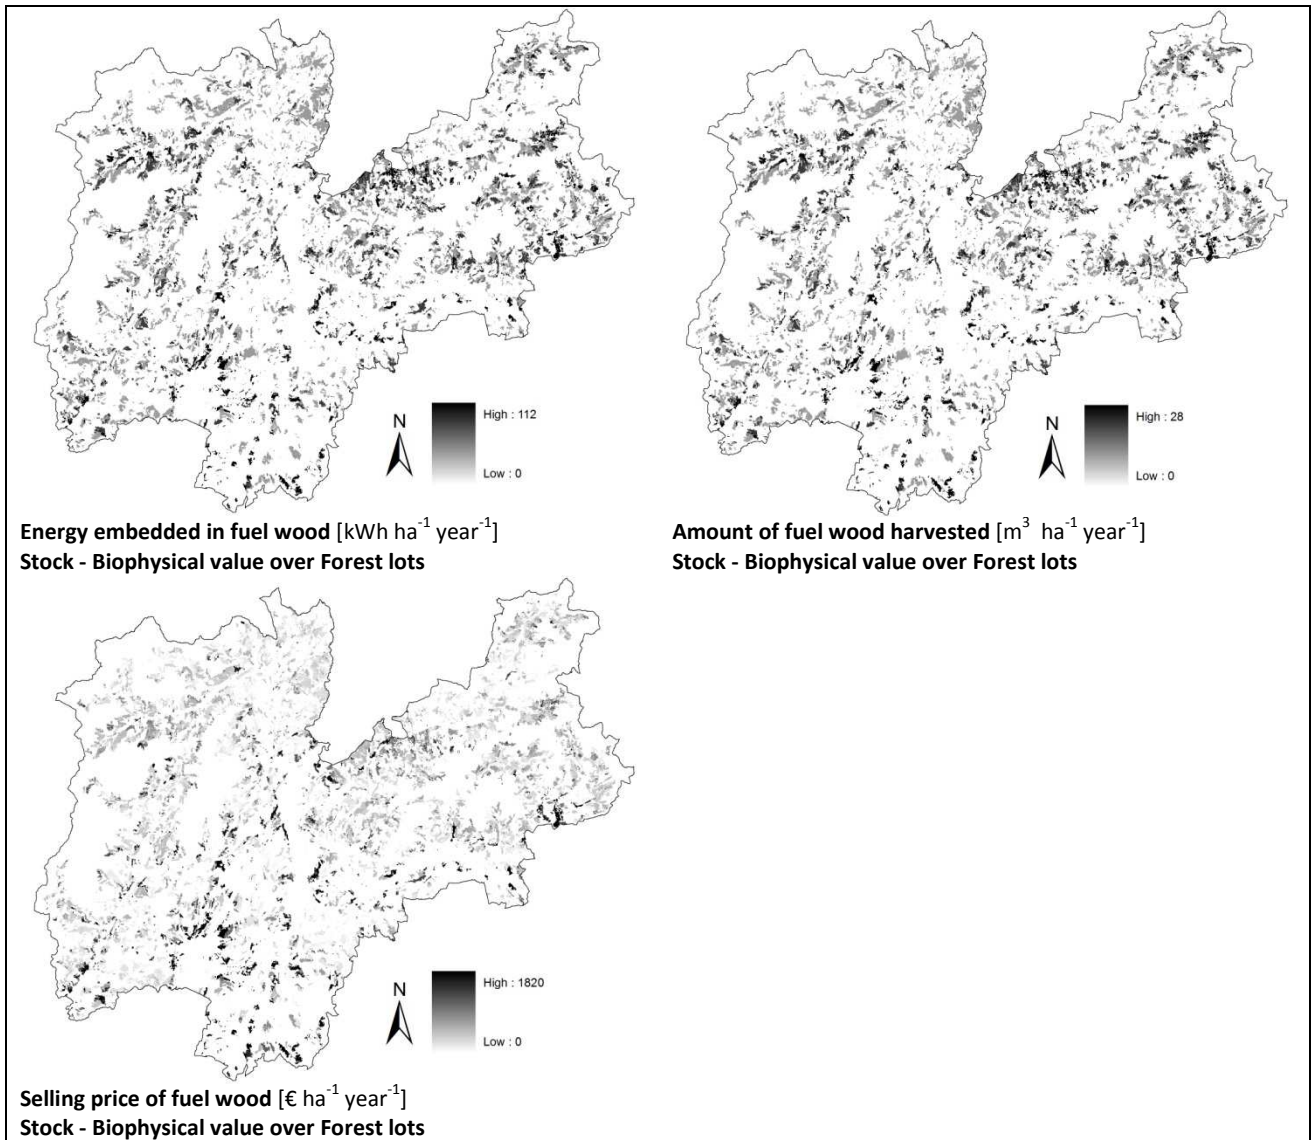 N
High : 112
Low : 0
Energy embedded in fuel wood [kWh ha⁻¹ year⁻¹]
Stock - Biophysical value over Forest lots
N
High : 28
Low : 0
Amount of fuel wood harvested [m³ ha⁻¹ year⁻¹]
Stock - Biophysical value over Forest lots
N
High : 1820
Low : 0
Selling price of fuel wood [€ ha⁻¹ year⁻¹]
Stock - Biophysical value over Forest lots